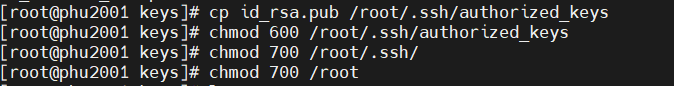 [root@phu2001 keys]# cp id_rsa.pub /root/.ssh/authorized_keys
[root@phu2001 keys]# chmod 600 /root/.ssh/authorized_keys
[root@phu2001 keys]# chmod 700 /root/.ssh/
[root@phu2001 keys]# chmod 700 /root